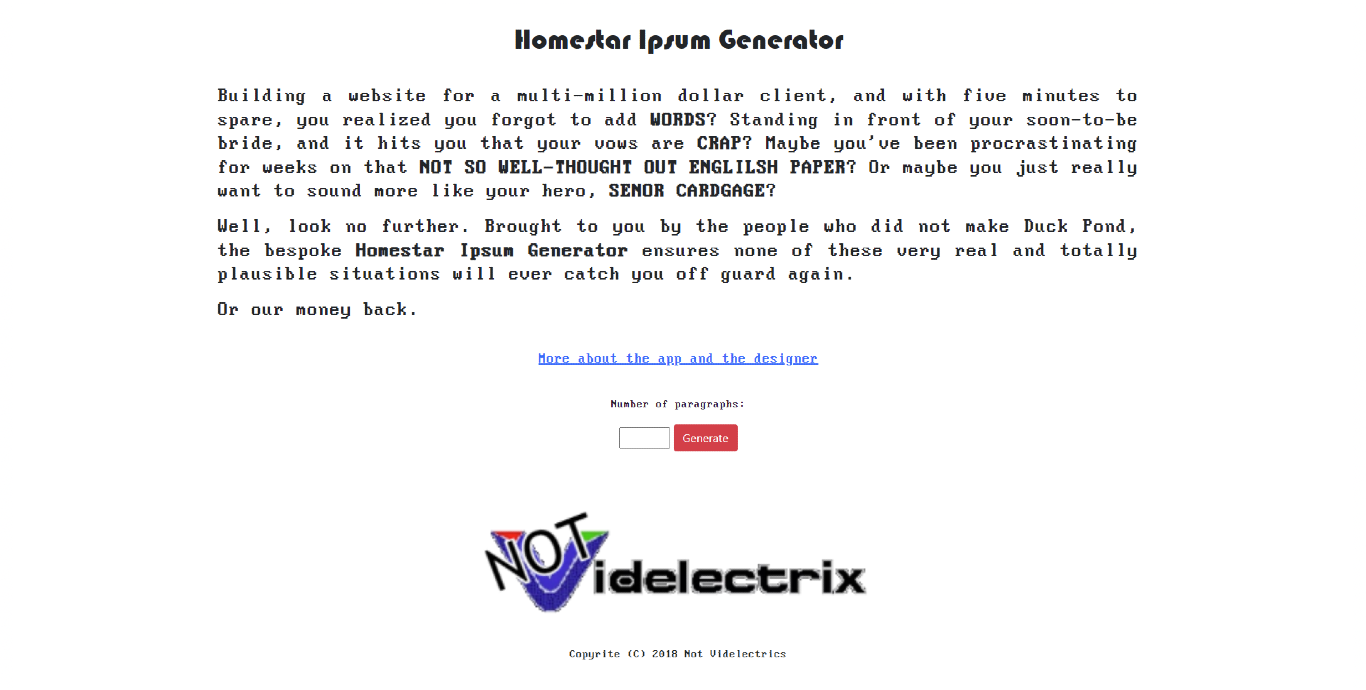 Homestar Ipsum Generator
Building a website for a multi-million dollar client, and with five minutes to
spare, you realized you forgot to add WORDS? Standing in front of your soon-to-be
bride, and it hits you that your vows are CRAP? Maybe you've been procrastinating
for weeks on that NOT SO WELL-THOUGHT OUT ENGLILSH PAPER? Or maybe you just really
want to sound more like your hero, SENOR CARDGAGE?
Well, look no further. Brought to you by the people who did not make Duck Pond,
the bespoke Homestar Ipsum Generator ensures none of these very real and totally
plausible situations will ever catch you off guard again.
Or our money back.
More about the app and the designer
Number of paragraphs:
Generate
NOT Videlectrix
Copyrite (C) 2018 Not Videlectrics